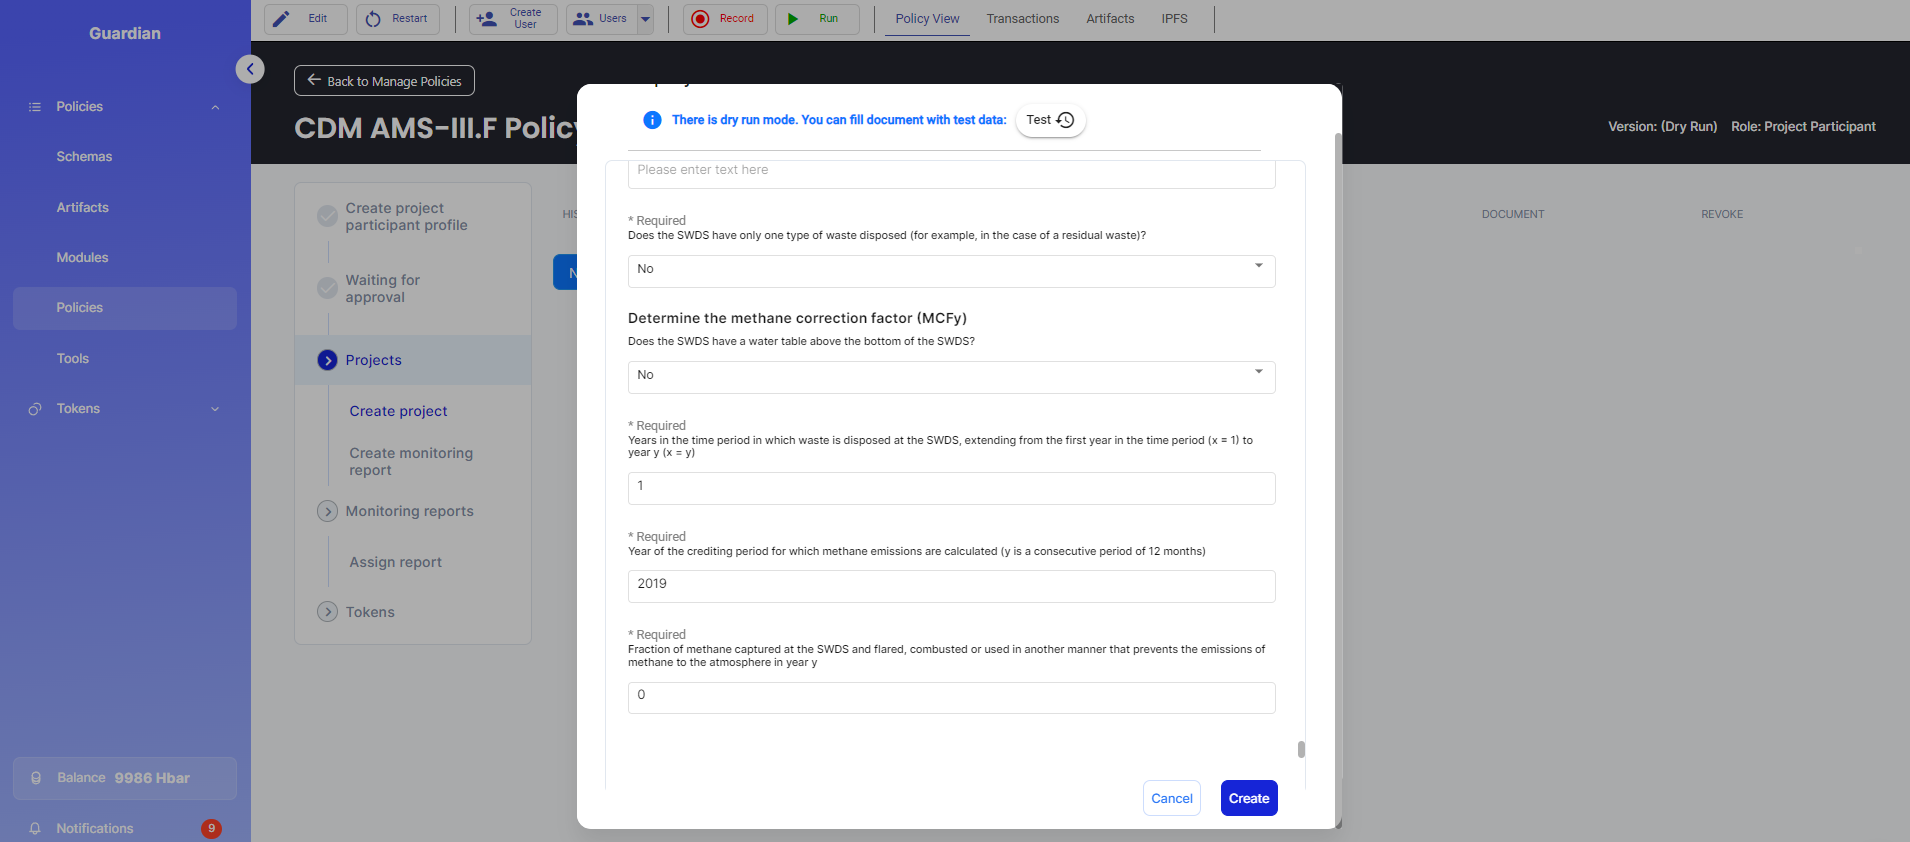 Guardian
Policies
Schemas
Artifacts
Modules
Policies
Tools
Tokens
Balance 9986 Hbar
Notifications 9
Edit
Restart
Create
User
Users
Record
Run
Policy View
Transactions
Artifacts
IPFS
Back to Manage Policies
CDM AMS-III.F Policy
Version: (Dry Run) Role: Project Participant
Create project
participant profile
Waiting for
approval
Projects
Create project
Create monitoring
report
Monitoring reports
Assign report
Tokens
DOCUMENT
REVOKE
There is dry run mode. You can fill document with test data:
Test
Please enter text here
* Required
Does the SWDS have only one type of waste disposed (for example, in the case of a residual waste)?
No
Determine the methane correction factor (MCFy)
Does the SWDS have a water table above the bottom of the SWDS?
No
* Required
Years in the time period in which waste is disposed at the SWDS, extending from the first year in the time period (x = 1) to
year y (x = y)
1
* Required
Year of the crediting period for which methane emissions are calculated (y is a consecutive period of 12 months)
2019
* Required
Fraction of methane captured at the SWDS and flared, combusted or used in another manner that prevents the emissions of
methane to the atmosphere in year y
0
Cancel
Create